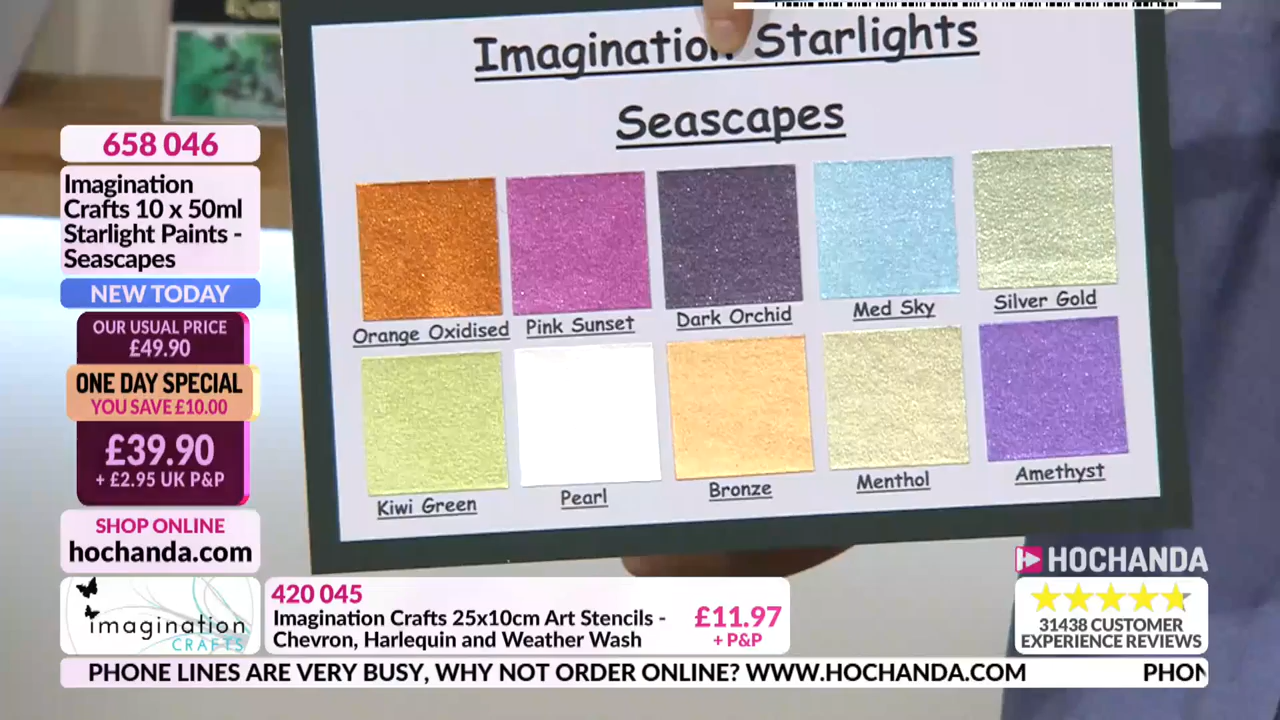 Imagination Starlights
Seascapes
Orange Oxidised
Pink Sunset
Dark Orchid
Med Sky
Silver Gold
Kiwi Green
Pearl
Bronze
Menthol
Amethyst
658 046
Imagination
Crafts 10 x 50ml
Starlight Paints -
Seascapes
NEW TODAY
OUR USUAL PRICE
£49.90
ONE DAY SPECIAL
YOU SAVE £10.00
£39.90
+ £2.95 UK P&P
SHOP ONLINE
hochanda.com
imagination
CRAFTS
420 045
Imagination Crafts 25x10cm Art Stencils -
Chevron, Harlequin and Weather Wash
£11.97
+ P&P
HOCHANDA
31438 CUSTOMER
EXPERIENCE REVIEWS
PHONE LINES ARE VERY BUSY, WHY NOT ORDER ONLINE? WWW.HOCHANDA.COM PHON